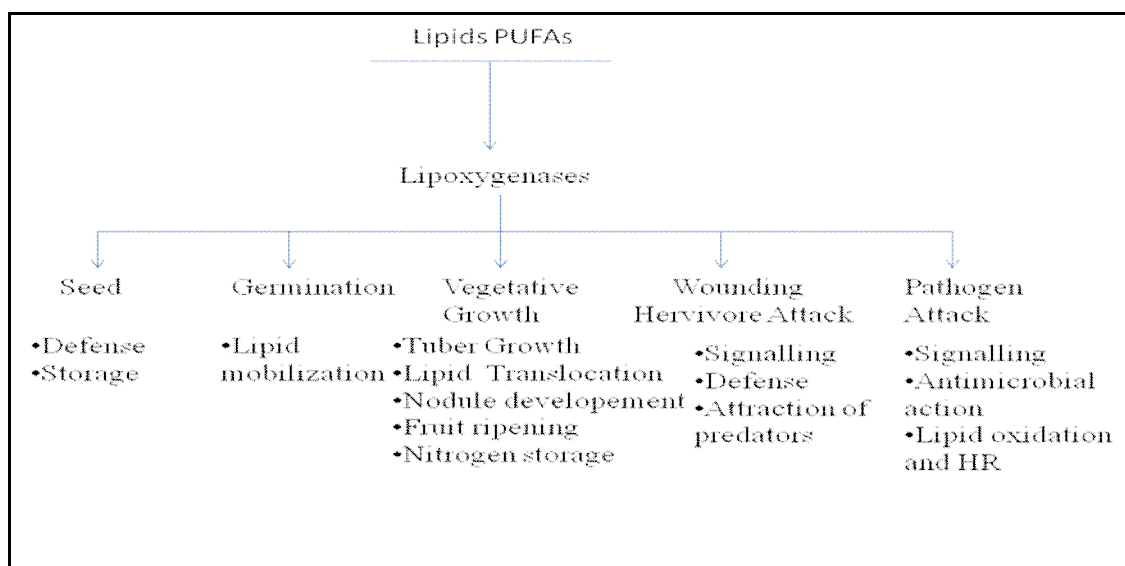 Lipids PUFAs
Lipoxygenases
Seed
•Defense
•Storage
Germination
•Lipid
mobilization
Vegetative
Growth
•Tuber Growth
•Lipid Translocation
•Nodule developement
•Fruit ripening
•Nitrogen storage
Wounding
Hervivore Attack
•Signalling
•Defense
•Attraction of
predators
Pathogen
Attack
•Signalling
•Antimicrobial
action
•Lipid oxidation
and HR